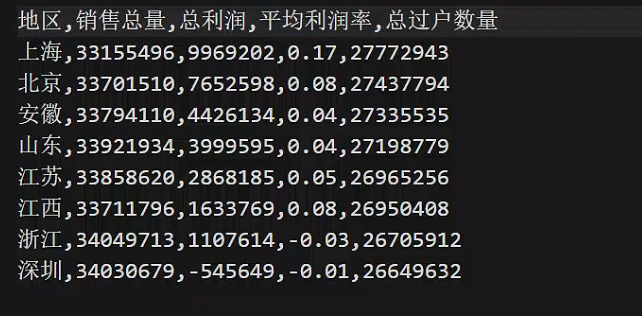 地区,销售总量,总利润,平均利润率,总过户数量
上海,33155496,9969202,0.17,27772943
北京,33701510,7652598,0.08,27437794
安徽,33794110,4426134,0.04,27335535
山东,33921934,3999595,0.04,27198779
江苏,33858620,2868185,0.05,26965256
江西,33711796,1633769,0.08,26950408
浙江,34049713,1107614,-0.03,26705912
深圳,34030679,-545649,-0.01,26649632